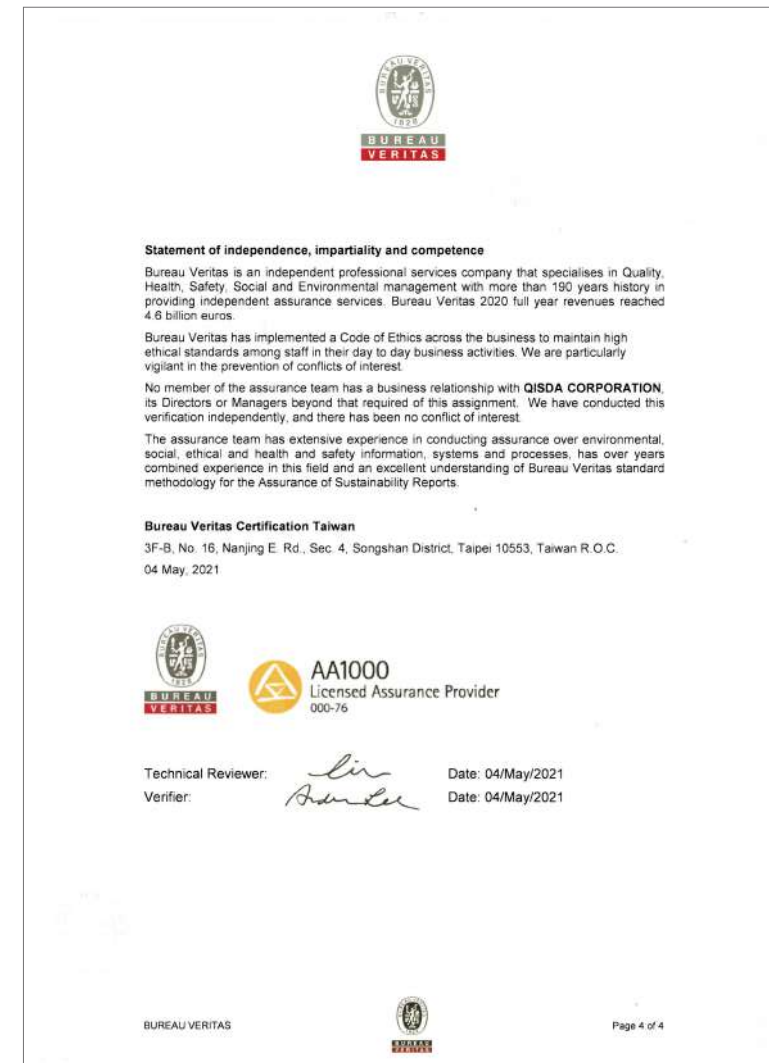 BUREAU VERITAS
1828
BUREAU
VERITAS
Statement of independence, impartiality and competence
Bureau Veritas is an independent professional services company that specialises in Quality,
Health, Safety, Social and Environmental management with more than 190 years history in
providing independent assurance services. Bureau Veritas 2020 full year revenues reached
4.6 billion euros.
Bureau Veritas has implemented a Code of Ethics across the business to maintain high
ethical standards among staff in their day to day business activities. We are particularly
vigilant in the prevention of conflicts of interest.
No member of the assurance team has a business relationship with QISDA CORPORATION,
its Directors or Managers beyond that required of this assignment. We have conducted this
verification independently, and there has been no conflict of interest.
The assurance team has extensive experience in conducting assurance over environmental,
social, ethical and health and safety information, systems and processes, has over years
combined experience in this field and an excellent understanding of Bureau Veritas standard
methodology for the Assurance of Sustainability Reports.
Bureau Veritas Certification Taiwan
3F-B, No. 16, Nanjing E. Rd., Sec. 4, Songshan District, Taipei 10553, Taiwan R.O.C.
04 May, 2021
BUREAU VERITAS
1828
BUREAU
VERITAS
AA1000
Licensed Assurance Provider
000-76
Technical Reviewer: Date: 04/May/2021
Verifier: Lee Date: 04/May/2021
BUREAU VERITAS
BUREAU
VERITAS
Page 4 of 4